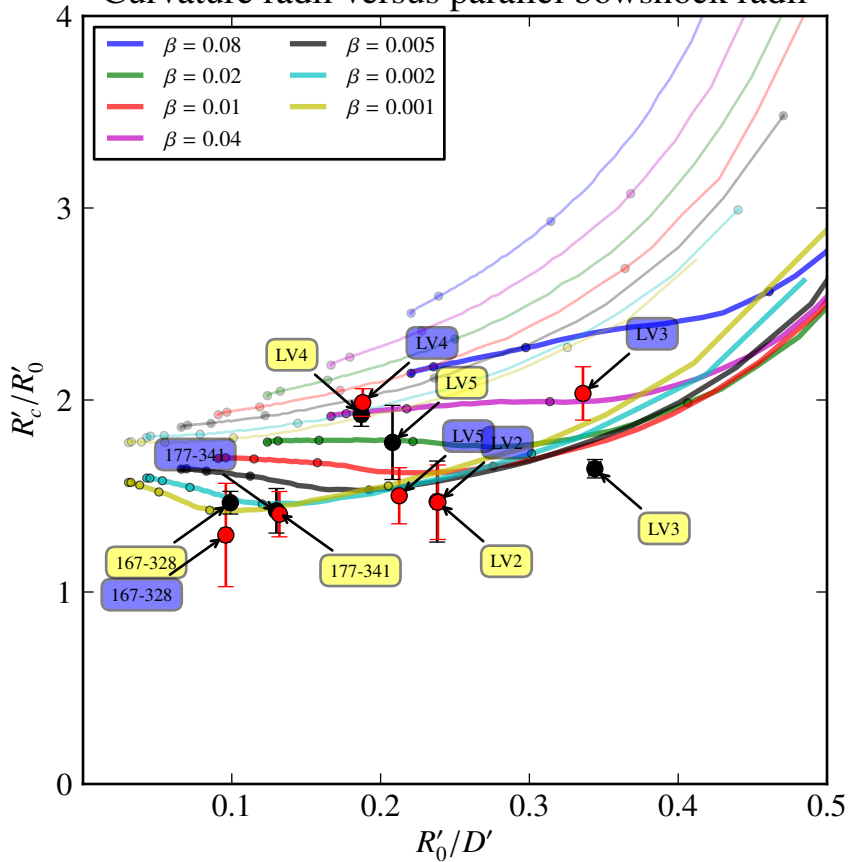 Curvature radii versus parallel bowshock radii
4
β = 0.08
β = 0.005
β = 0.02
β = 0.002
β = 0.01
β = 0.001
β = 0.04
3
LV4
LV4
LV3
LV5
2
177-341
LV5
LV2
167-328
177-341
LV2
LV3
167-328
1
0
0.1
0.2
0.3
0.4
0.5
R′c/R′0
R′0/D′